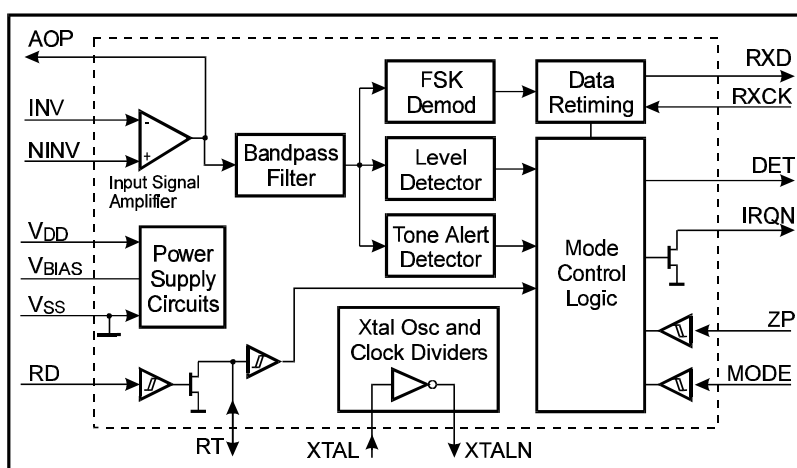 AOP
INV
NINV
-
+
Input Signal
Amplifier
Bandpass
Filter
FSK
Demod
Level
Detector
Tone Alert
Detector
Data
Retiming
Mode
Control
Logic
RXD
RXCK
DET
IRQN
ZP
MODE
VDD
VBIAS
VSS
Power
Supply
Circuits
RD
RT
Xtal Osc and
Clock Dividers
XTAL
XTALN